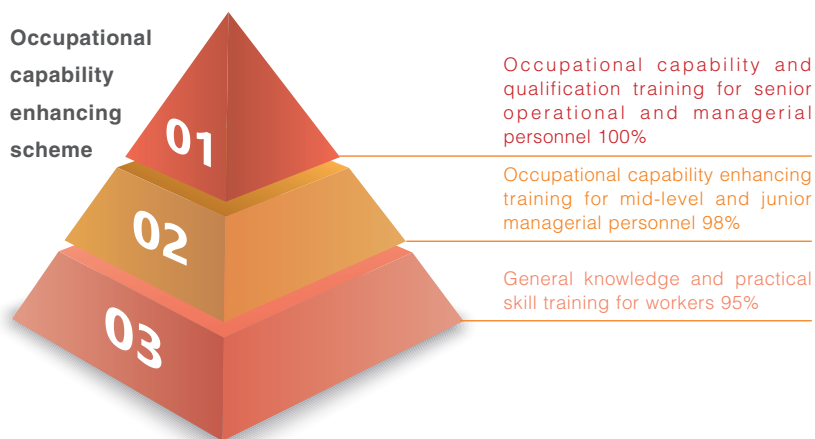 Occupational
capability
enhancing
scheme
01
Occupational capability and
qualification training for senior
operational and managerial
personnel 100%
02
Occupational capability enhancing
training for mid-level and junior
managerial personnel 98%
03
General knowledge and practical
skill training for workers 95%